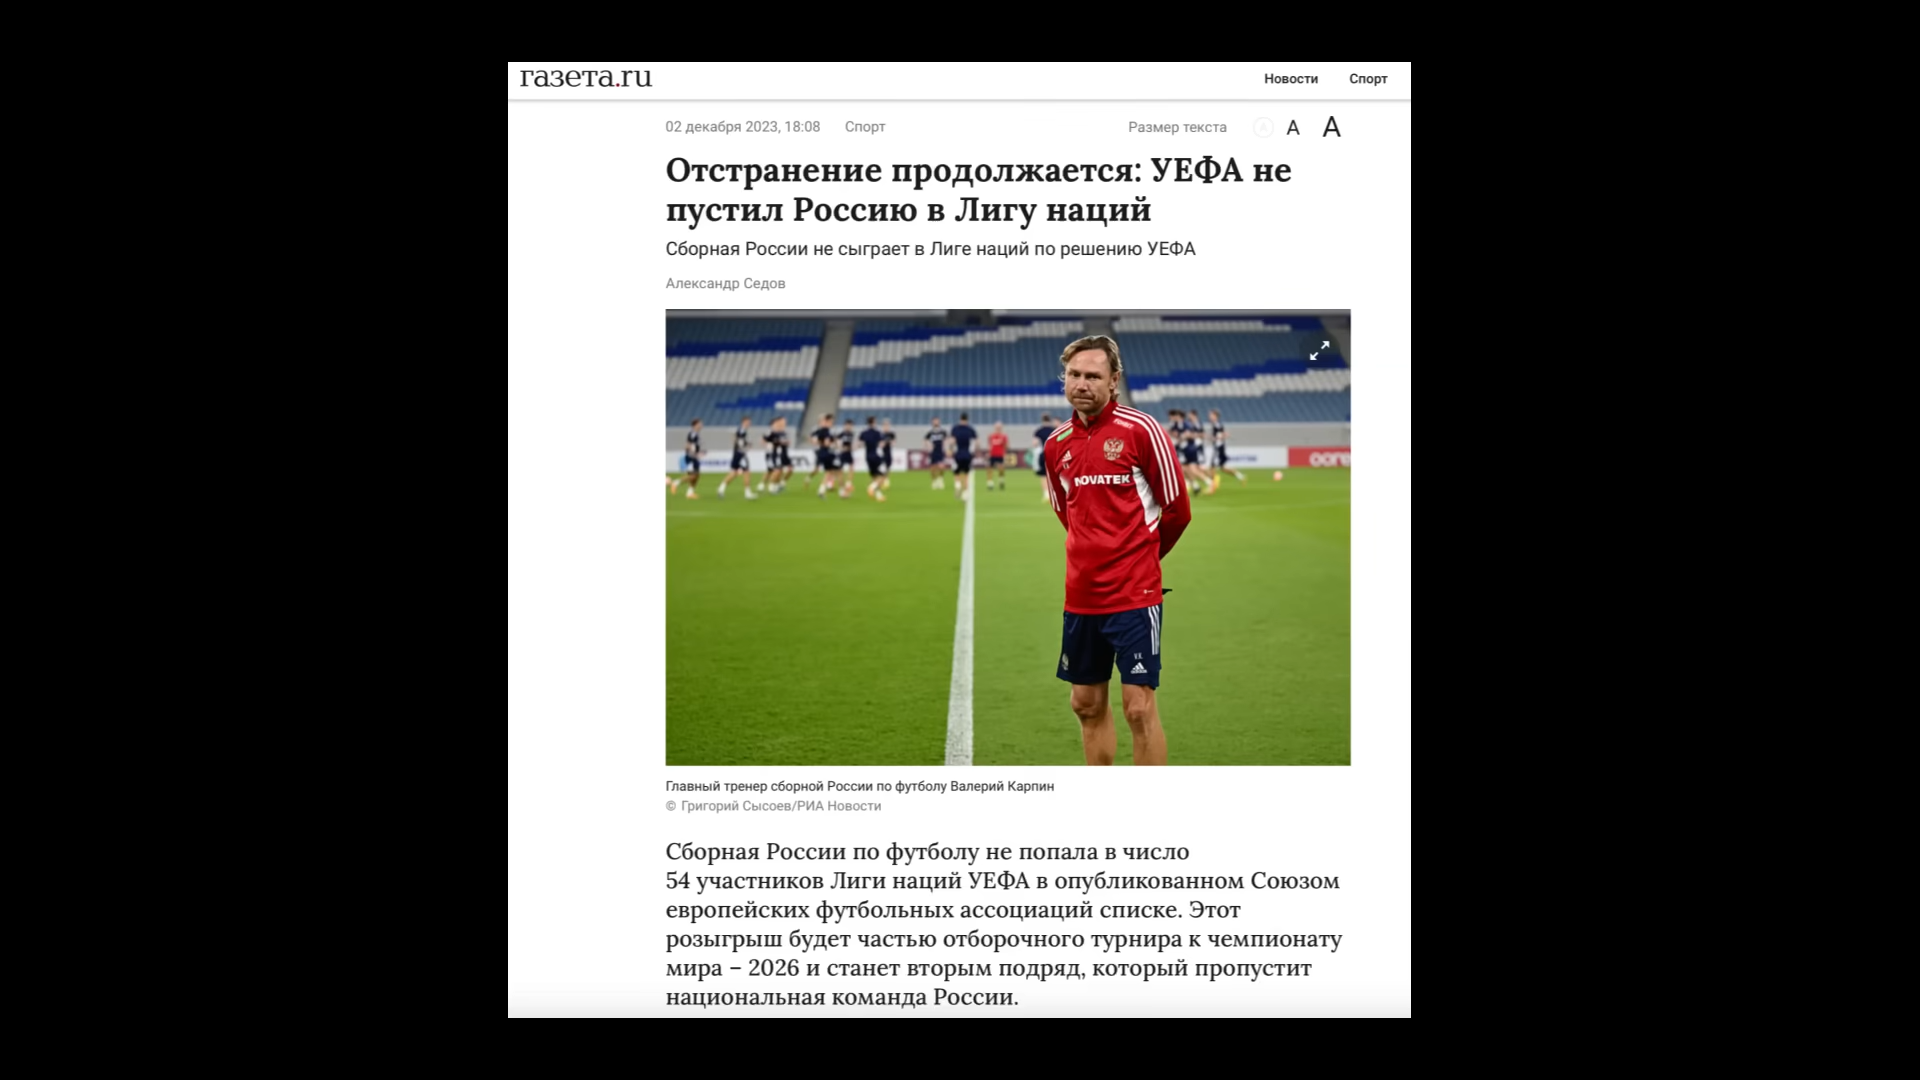 газета.ru
Новости
Спорт
02 декабря 2023, 18:08
Спорт
Размер текста
A
A
A
Отстранение продолжается: УЕФА не
пустил Россию в Лигу наций
Сборная России не сыграет в Лиге наций по решению УЕФА
Александр Седов
NOVATEK
Главный тренер сборной России по футболу Валерий Карпин
© Григорий Сысоев/РИА Новости
Сборная России по футболу не попала в число
54 участников Лиги наций УЕФА в опубликованном Союзом
европейских футбольных ассоциаций списке. Этот
розыгрыш будет частью отборочного турнира к чемпионату
мира – 2026 и станет вторым подряд, который пропустит
национальная команда России.